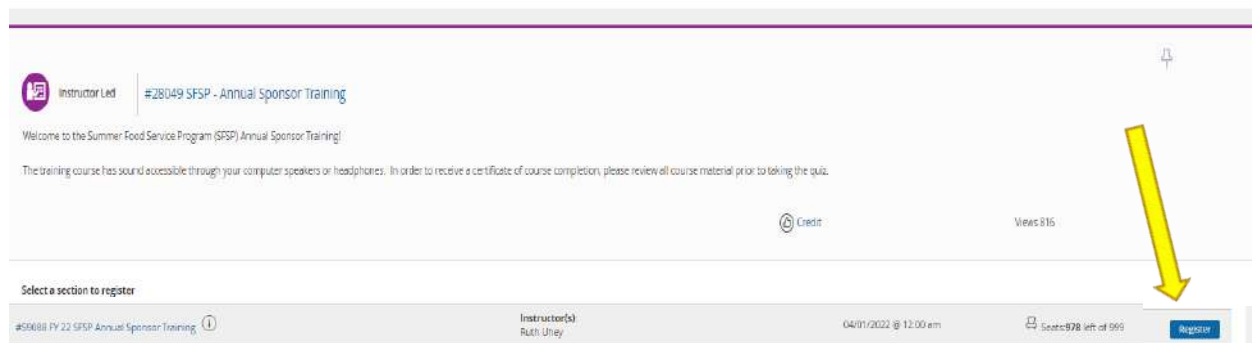 Instructor Led
#28049 SFSP - Annual Sponsor Training
Welcome to the Summer Food Service Program (SFSP) Annual Sponsor Training!
The training course has sound accessible through your computer speakers or headphones. In order to receive a certificate of course completion, please review all course material prior to taking the quiz.
Credit
Views 816
Select a section to register
#59088 FY 22 SFSP Annual Sponsor Training
Instructor(s)
Ruth
04/01/2022 @ 12:00 am
Seats:978 left of 999
Register